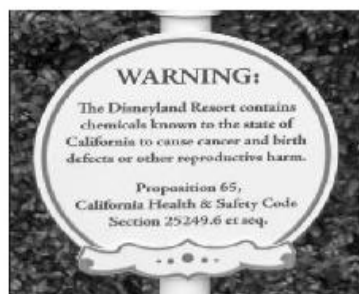 WARNING:
The Disneyland Resort contains
chemicals known to the state of
California to cause cancer and birth
defects or other reproductive harm.
Proposition 65,
California Health & Safety Code
Section 25249.6 et seq.